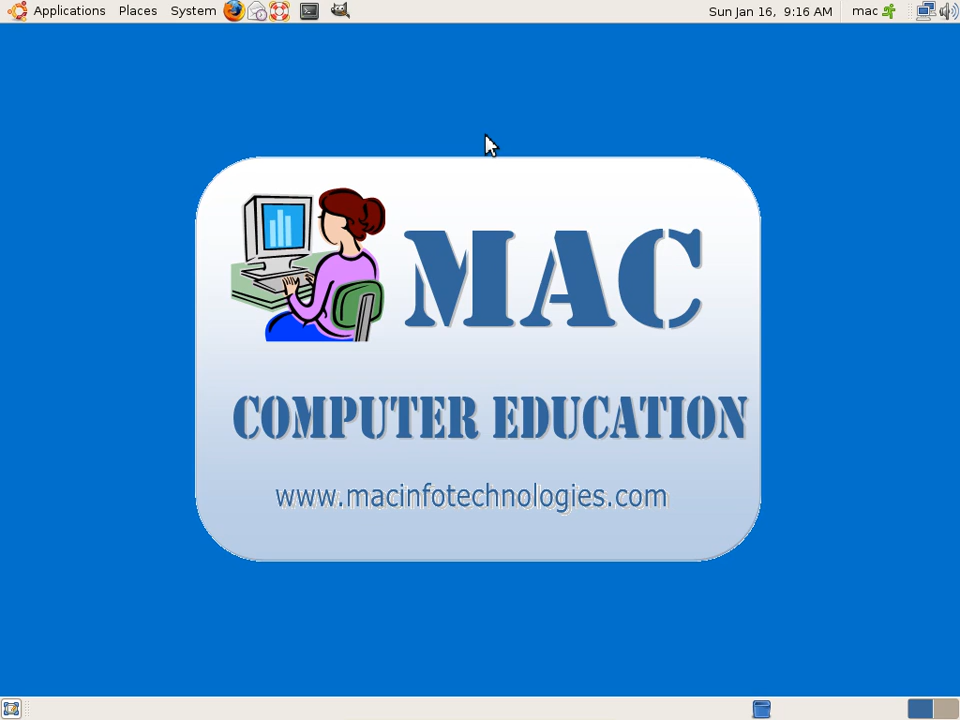 Applications Places System Sun Jan 16, 9:16 AM mac
MAC
COMPUTER EDUCATION
www.macinfotechnologies.com